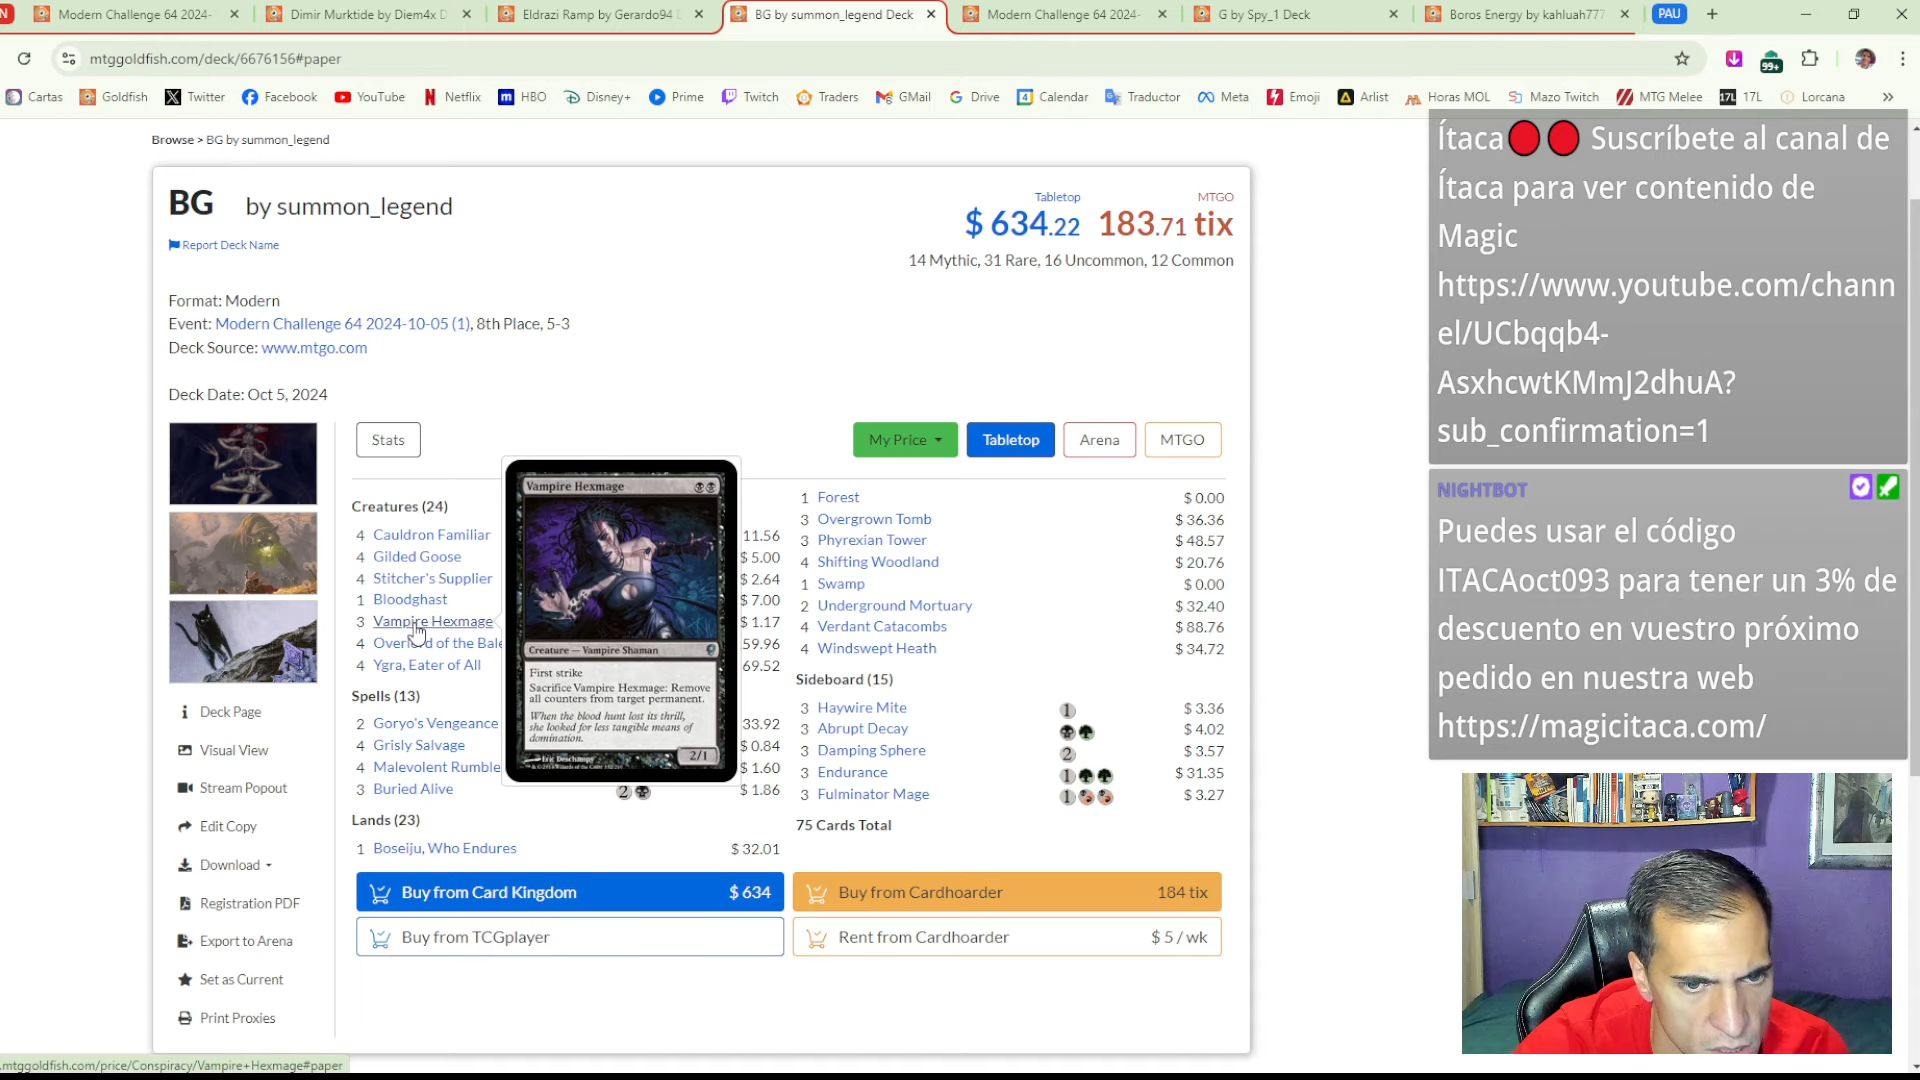 Modern Challenge 64 2024-
Dimir Murktide by Diem4x D
Eldrazi Ramp by Gerardo94 D
BG by summon_legend Deck
Modern Challenge 64 2024-
G by Spy_1 Deck
Boros Energy by kahluah777
PAU
mtggoldfish.com/deck/6676156#paper
99+
Cartas
Goldfish
Twitter
Facebook
YouTube
Netflix
HBO
Disney+
Prime
Twitch
Traders
GMail
Drive
Calendar
Traductor
Meta
Emoji
Arlist
Horas MOL
Mazo Twitch
MTG Melee
17L
Lorcana
Browse > BG by summon_legend
BG by summon_legend
Report Deck Name
Tabletop
$ 634.22
MTGO
183.71 tix
14 Mythic, 31 Rare, 16 Uncommon, 12 Common
Format: Modern
Event: Modern Challenge 64 2024-10-05 (1), 8th Place, 5-3
Deck Source: www.mtgo.com
Deck Date: Oct 5, 2024
Stats
My Price
Tabletop
Arena
MTGO
Creatures (24)
4 Cauldron Familiar 11.56
4 Gilded Goose $ 5.00
4 Stitcher's Supplier $ 2.64
1 Bloodghast $ 7.00
3 Vampire Hexmage $ 1.17
4 Overlord of the Bale 59.96
4 Ygra, Eater of All 69.52
Spells (13)
2 Goryo's Vengeance 33.92
4 Grisly Salvage $ 0.84
4 Malevolent Rumble $ 1.60
3 Buried Alive 2 $ 1.86
Lands (23)
1 Boseiju, Who Endures $ 32.01
Vampire Hexmage
Creature — Vampire Shaman
First strike
Sacrifice Vampire Hexmage: Remove
all counters from target permanent.
When the blood hunt lost its thrill,
she looked for less tangible means of
domination.
2/1
1 Forest $ 0.00
3 Overgrown Tomb $ 36.36
3 Phyrexian Tower $ 48.57
4 Shifting Woodland $ 20.76
1 Swamp $ 0.00
2 Underground Mortuary $ 32.40
4 Verdant Catacombs $ 88.76
4 Windswept Heath $ 34.72
Sideboard (15)
3 Haywire Mite 1 $ 3.36
3 Abrupt Decay $ 4.02
3 Damping Sphere 2 $ 3.57
3 Endurance 1 $ 31.35
3 Fulminator Mage 1 $ 3.27
75 Cards Total
Buy from Card Kingdom $ 634
Buy from Cardhoarder 184 tix
Buy from TCGplayer
Rent from Cardhoarder $ 5 / wk
Deck Page
Visual View
Stream Popout
Edit Copy
Download
Registration PDF
Export to Arena
Set as Current
Print Proxies
.mtggoldfish.com/price/Conspiracy/Vampire+Hexmage#paper
Ítaca🔴🔴 Suscríbete al canal de
Ítaca para ver contenido de
Magic
https://www.youtube.com/chann
el/UCbqqb4-
AsxhcwtKMmJ2dhuA?
sub_confirmation=1
NIGHTBOT
Puedes usar el código
ITACAoct093 para tener un 3% de
descuento en vuestro próximo
pedido en nuestra web
https://magicitaca.com/